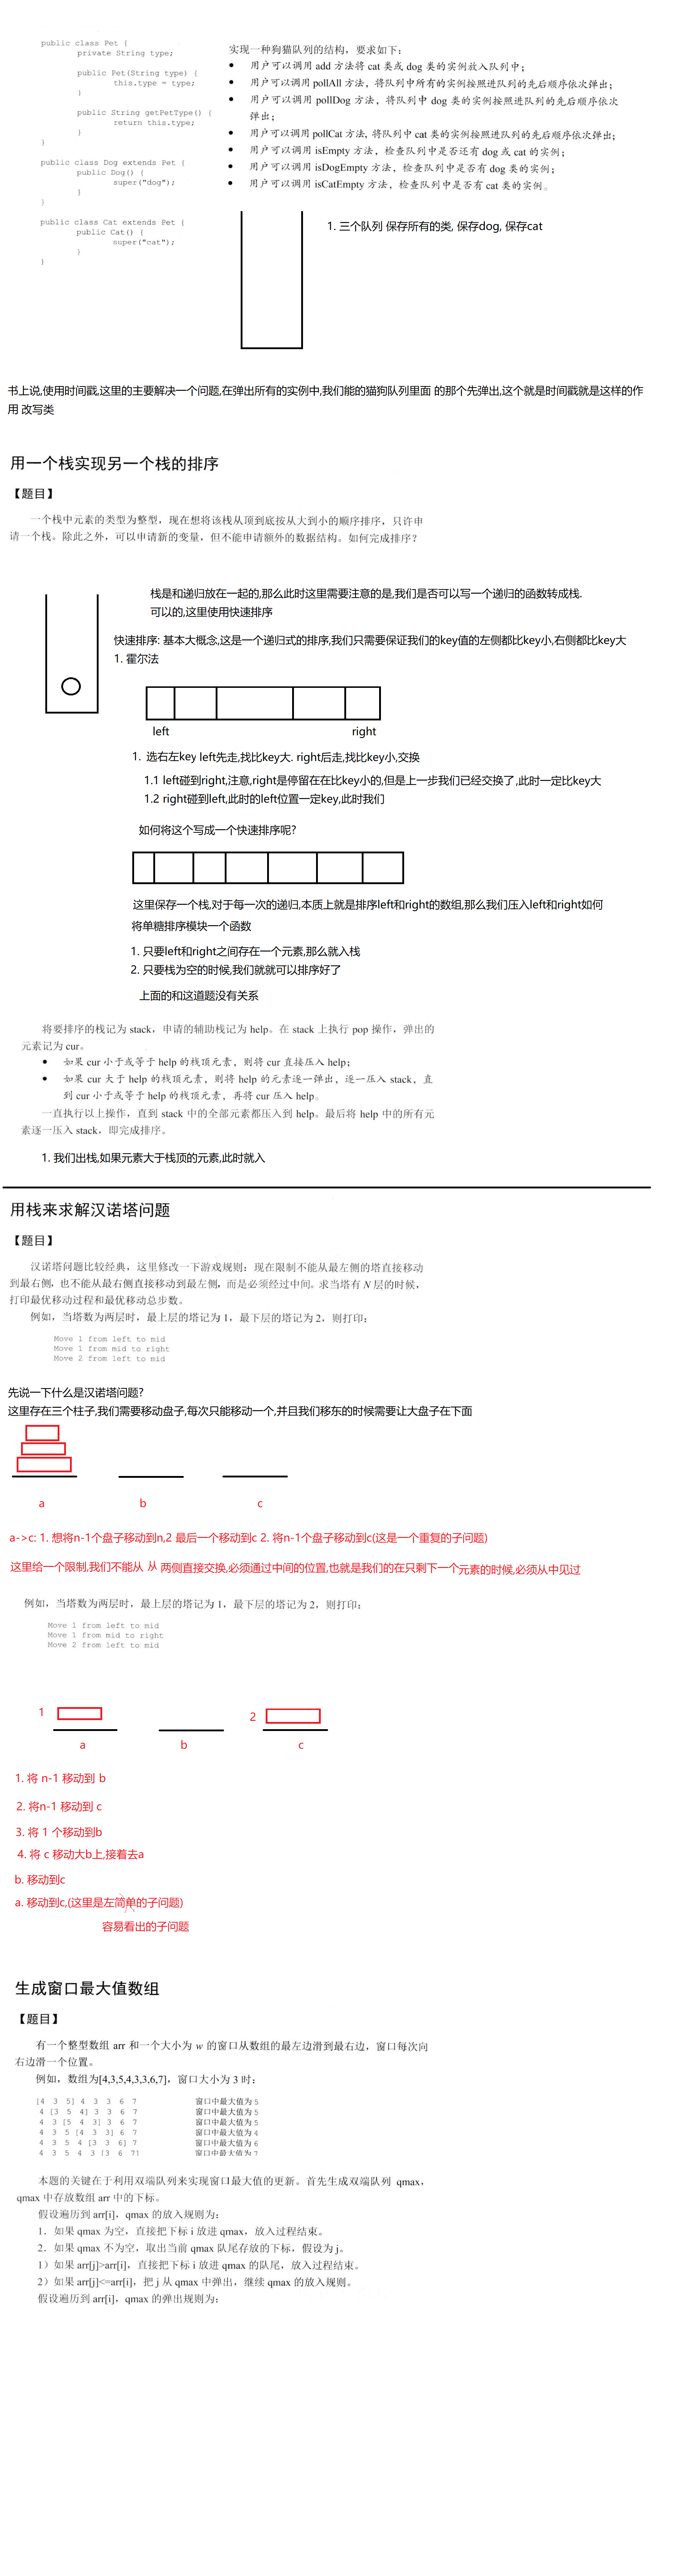 public class Pet {
private String type;
public Pet(String type) {
this.type = type;
}
public String getPetType() {
return this.type;
}
}
public class Dog extends Pet {
public Dog() {
super("dog");
}
}
public class Cat extends Pet {
public Cat() {
super("cat");
}
}
实现一种狗猫队列的结构，要求如下：
● 用户可以调用 add 方法将 cat 类或 dog 类的实例放入队列中；
● 用户可以调用 pollAll 方法，将队列中所有的实例按照进队列的先后顺序依次弹出；
● 用户可以调用 pollDog 方法，将队列中 dog 类的实例按照进队列的先后顺序依次
弹出；
● 用户可以调用 pollCat 方法，将队列中 cat 类的实例按照进队列的先后顺序依次弹出；
● 用户可以调用 isEmpty 方法，检查队列中是否还有 dog 或 cat 的实例；
● 用户可以调用 isDogEmpty 方法，检查队列中是否有 dog 类的实例；
● 用户可以调用 isCatEmpty 方法，检查队列中是否有 cat 类的实例。
1. 三个队列 保存所有的类, 保存dog, 保存cat
书上说,使用时间戳,这里的主要解决一个问题,在弹出所有的实例中,我们能的猫狗队列里面 的那个先弹出,这个就是时间戳就是这样的作
用 改写类
用一个栈实现另一个栈的排序
【题目】
一个栈中元素的类型为整型，现在想将该栈从顶到底按从大到小的顺序排序，只许申
请一个栈。除此之外，可以申请新的变量，但不能申请额外的数据结构。如何完成排序？
栈是和递归放在一起的,那么此时这里需要注意的是,我们是否可以写一个递归的函数转成栈.
可以的,这里使用快速排序
快速排序: 基本大概念,这是一个递归式的排序,我们只需要保证我们的key值的左侧都比key小,右侧都比key大
1. 霍尔法
left right
1. 选右左key left先走,找比key大. right后走,找比key小,交换
1.1 left碰到right,注意,right是停留在在比key小的,但是上一步我们已经交换了,此时一定比key大
1.2 right碰到left,此时的left位置一定key,此时我们
如何将这个写成一个快速排序呢?
这里保存一个栈,对于每一次的递归,本质上就是排序left和right的数组,那么我们压入left和right如何
将单糖排序模块一个函数
1. 只要left和right之间存在一个元素,那么就入栈
2. 只要栈为空的时候,我们就就可以排序好了
上面的和这道题没有关系
将要排序的栈记为 stack，申请的辅助栈记为 help。在 stack 上执行 pop 操作，弹出的
元素记为 cur。
● 如果 cur 小于或等于 help 的栈顶元素，则将 cur 直接压入 help；
● 如果 cur 大于 help 的栈顶元素，则将 help 的元素逐一弹出，逐一压入 stack，直
到 cur 小于或等于 help 的栈顶元素，再将 cur 压入 help。
一直执行以上操作，直到 stack 中的全部元素都压入到 help。最后将 help 中的所有元
素逐一压入 stack，即完成排序。
1. 我们出栈,如果元素大于栈顶的元素,此时就入
用栈来求解汉诺塔问题
【题目】
汉诺塔问题比较经典，这里修改一下游戏规则：现在限制不能从最左侧的塔直接移动
到最右侧，也不能从最右侧直接移动到最左侧，而是必须经过中间。求当塔有 N 层的时候，
打印最优移动过程和最优移动总步数。
例如，当塔数为两层时，最上层的塔记为 1，最下层的塔记为 2，则打印：
Move 1 from left to mid
Move 1 from mid to right
Move 2 from left to mid
先说一下什么是汉诺塔问题?
这里存在三个柱子,我们需要移动盘子,每次只能移动一个,并且我们移东的时候需要让大盘子在下面
a b c
a->c: 1. 想将n-1个盘子移动到n,2 最后一个移动到c 2. 将n-1个盘子移动到c(这是一个重复的子问题)
这里给一个限制,我们不能从 从 两侧直接交换,必须通过中间的位置,也就是我们的在只剩下一个元素的时候,必须从中见过
例如，当塔数为两层时，最上层的塔记为 1，最下层的塔记为 2，则打印：
Move 1 from left to mid
Move 1 from mid to right
Move 2 from left to mid
1 2
a b c
1. 将 n-1 移动到 b
2. 将n-1 移动到 c
3. 将 1 个移动到b
4. 将 c 移动大b上,接着去a
b. 移动到c
a. 移动到c,(这里是左简单的子问题)
容易看出的子问题
生成窗口最大值数组
【题目】
有一个整型数组 arr 和一个大小为 w 的窗口从数组的最左边滑到最右边，窗口每次向
右边滑一个位置。
例如，数组为[4,3,5,4,3,3,6,7]，窗口大小为 3 时：
[4 3 5] 4 3 3 6 7 窗口中最大值为 5
4 [3 5 4] 3 3 6 7 窗口中最大值为 5
4 3 [5 4 3] 3 6 7 窗口中最大值为 5
4 3 5 [4 3 3] 6 7 窗口中最大值为 4
4 3 5 4 [3 3 6] 7 窗口中最大值为 6
4 3 5 4 3 [3 6 7] 窗口中最大值为 7
本题的关键在于利用双端队列来实现窗口最大值的更新。首先生成双端队列 qmax，
qmax 中存放数组 arr 中的下标。
假设遍历到 arr[i]，qmax 的放入规则为：
1．如果 qmax 为空，直接把下标 i 放进 qmax，放入过程结束。
2．如果 qmax 不为空，取出当前 qmax 队尾存放的下标，假设为 j。
1）如果 arr[j]>arr[i]，直接把下标 i 放进 qmax 的队尾，放入过程结束。
2）如果 arr[j]<=arr[i]，把 j 从 qmax 中弹出，继续 qmax 的放入规则。
假设遍历到 arr[i]，qmax 的弹出规则为：